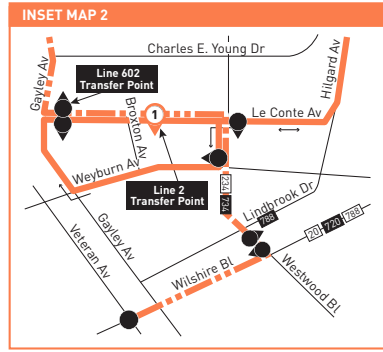 INSET MAP 2
Charles E. Young Dr
Hilgard Av
Gayley Av
Line 602
Transfer Point
Broxton Av
1
Le Conte Av
Weyburn Av
Line 2
Transfer Point
234
734
Lindbrook Dr
788
20
720
788
Veteran Av
Gayley Av
Wilshire Bl
Westwood Bl